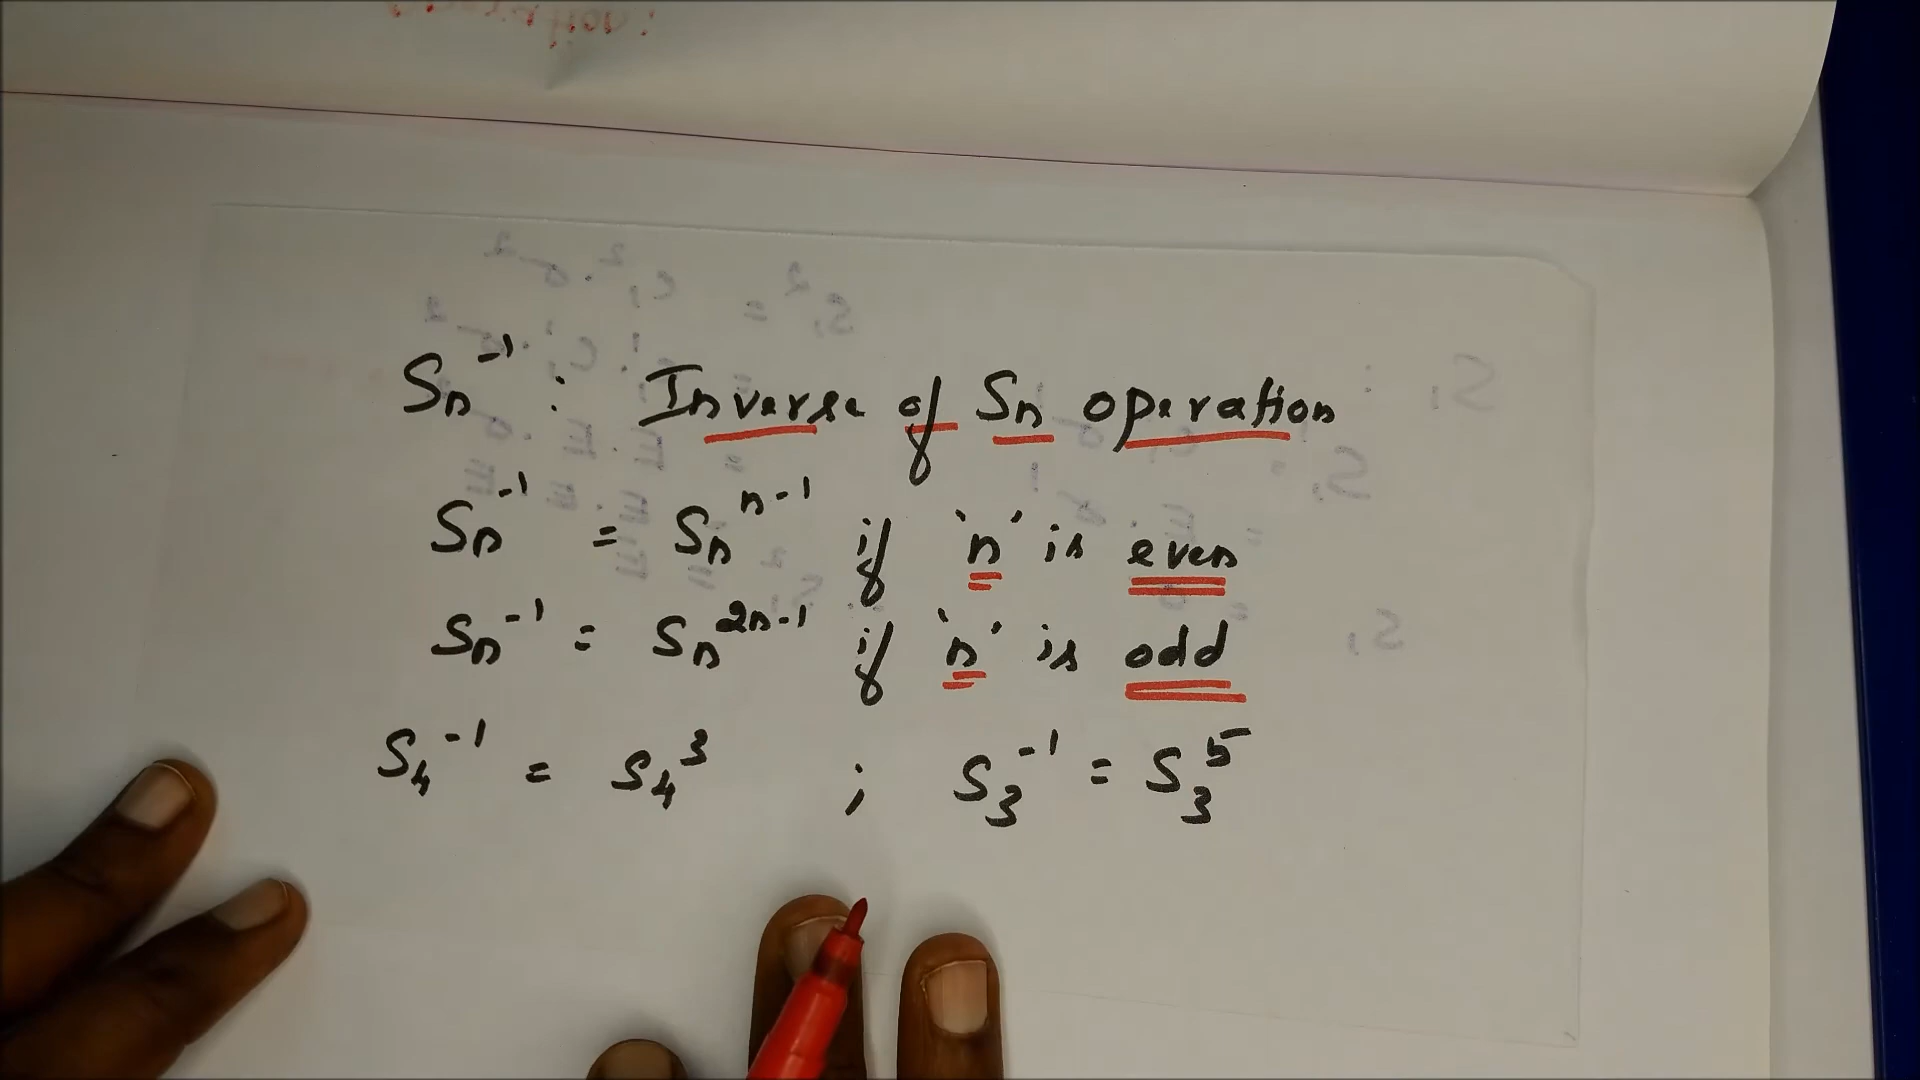 Sn⁻¹ : Inverse of Sn operation
Sn⁻¹ = Snⁿ⁻¹ if 'n' is even
Sn⁻¹ = Sn²ⁿ⁻¹ if 'n' is odd
S₄⁻¹ = S₄³ ; S₃⁻¹ = S₃⁵